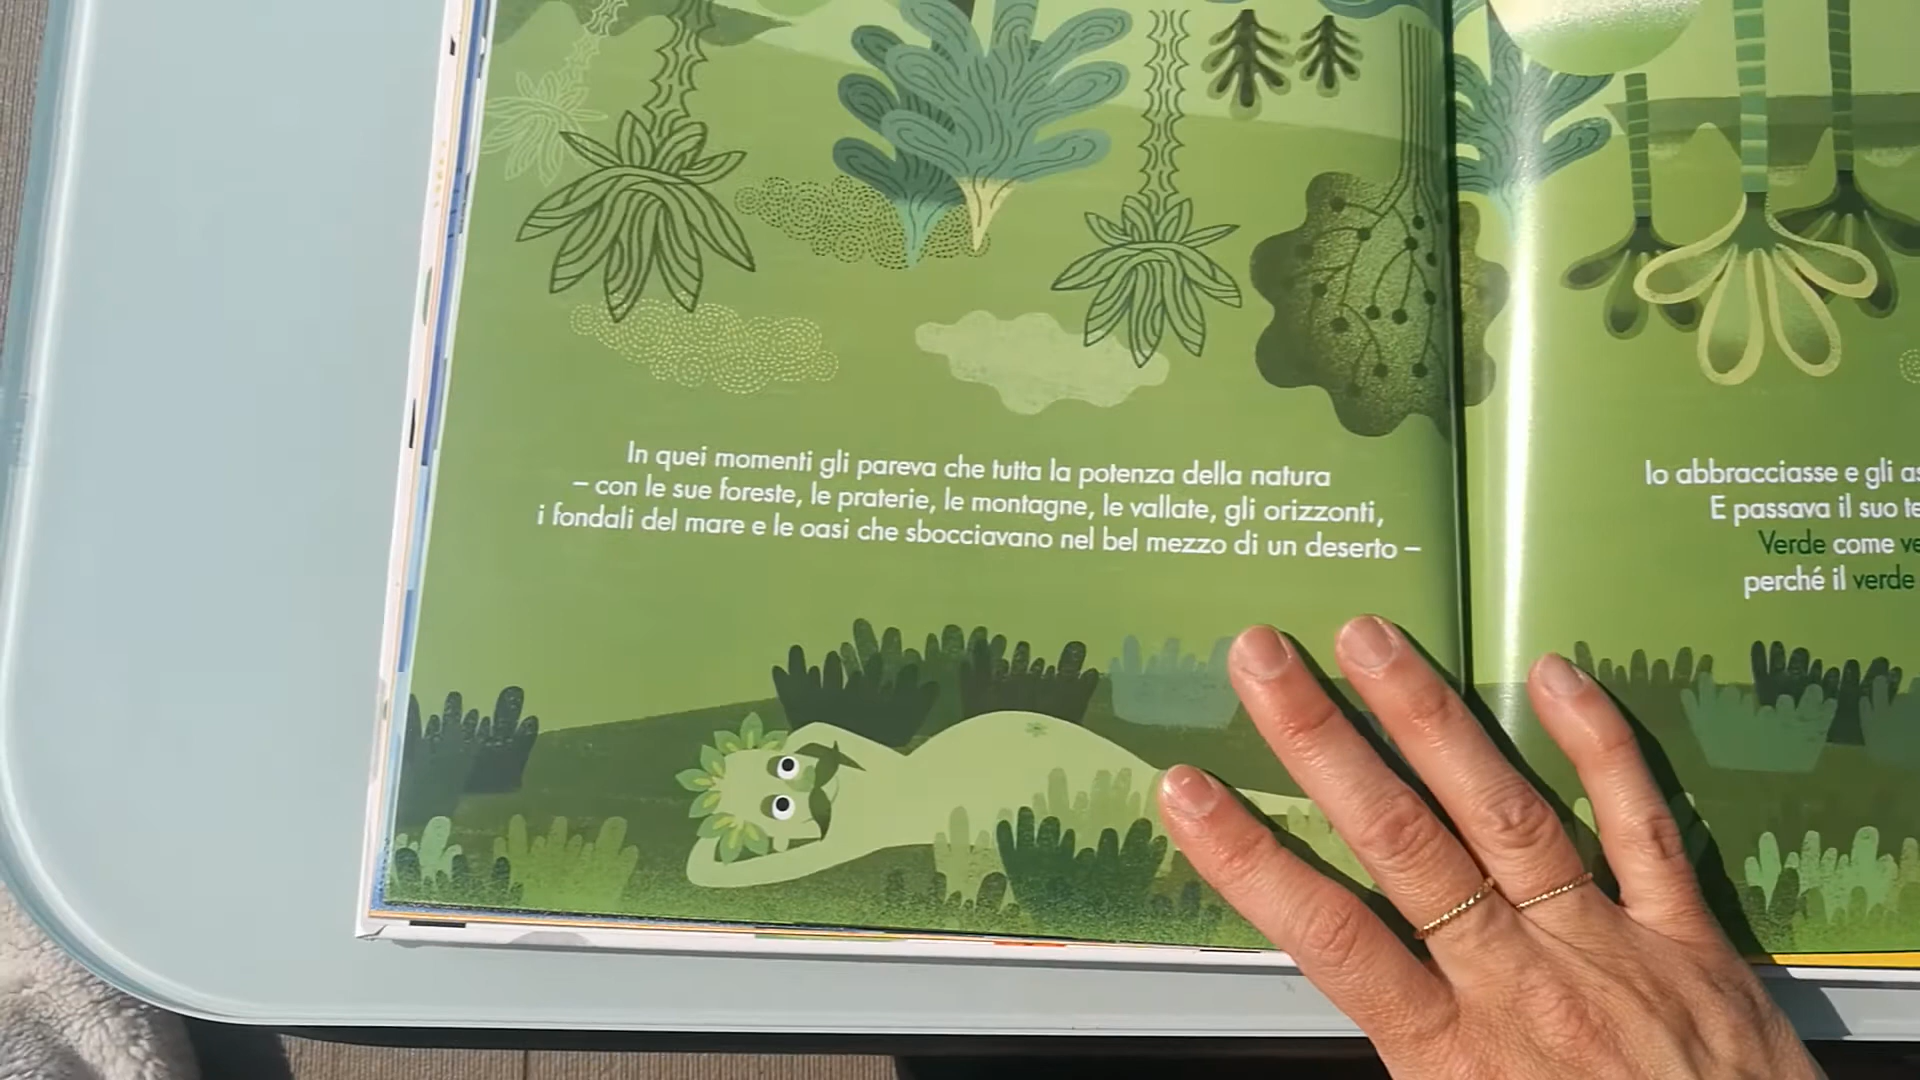 In quei momenti gli pareva che tutta la potenza della natura
– con le sue foreste, le praterie, le montagne, le vallate, gli orizzonti,
i fondali del mare e le oasi che sbocciavano nel bel mezzo di un deserto –
lo abbracciasse e gli
E passava il suo
Verde come
perché il verde